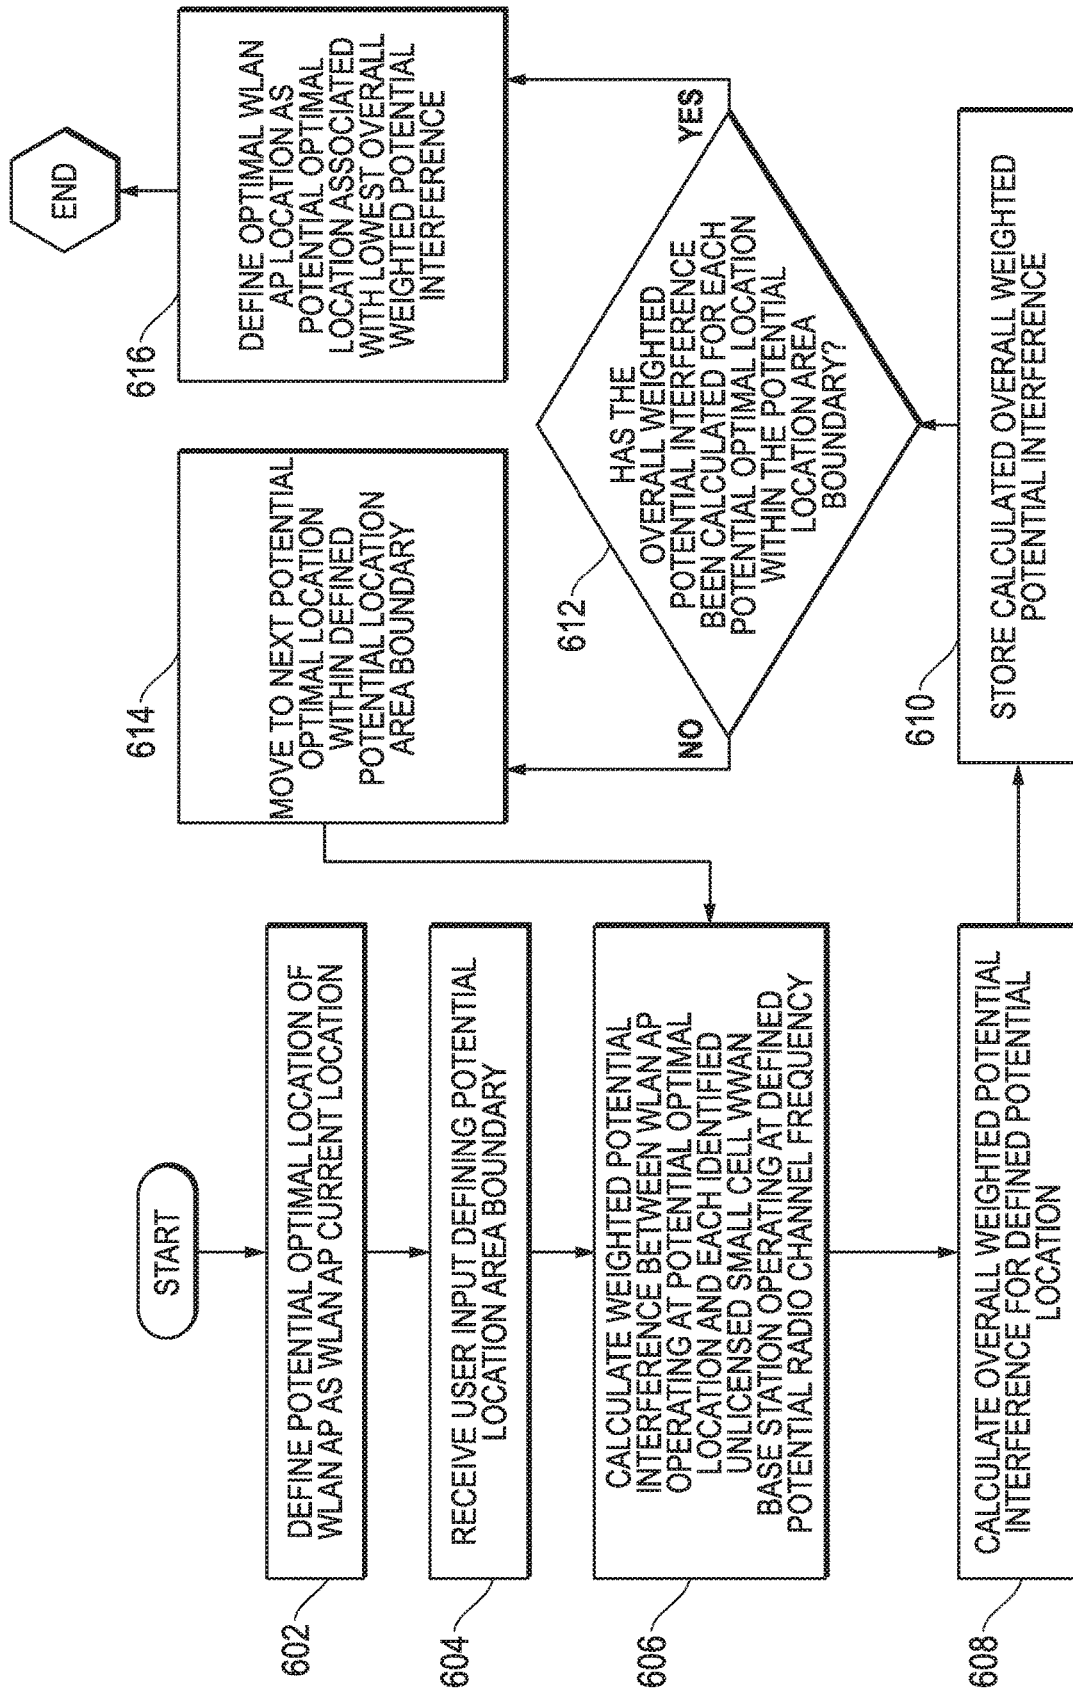 START
DEFINE POTENTIAL OPTIMAL LOCATION OF
WLAN AP AS WLAN AP CURRENT LOCATION
602
RECEIVE USER INPUT DEFINING POTENTIAL
LOCATION AREA BOUNDARY
604
CALCULATE WEIGHTED POTENTIAL
INTERFERENCE BETWEEN WLAN AP
OPERATING AT POTENTIAL OPTIMAL
LOCATION AND EACH IDENTIFIED
UNLICENSED SMALL CELL WWAN
BASE STATION OPERATING AT DEFINED
POTENTIAL RADIO CHANNEL FREQUENCY
606
CALCULATE OVERALL WEIGHTED POTENTIAL
INTERFERENCE FOR DEFINED POTENTIAL
LOCATION
608
STORE CALCULATED OVERALL WEIGHTED
POTENTIAL INTERFERENCE
610
HAS THE
OVERALL WEIGHTED
POTENTIAL INTERFERENCE
BEEN CALCULATED FOR EACH
POTENTIAL OPTIMAL LOCATION
WITHIN THE POTENTIAL
LOCATION AREA
BOUNDARY?
612
NO
YES
MOVE TO NEXT POTENTIAL
OPTIMAL LOCATION
WITHIN DEFINED
POTENTIAL LOCATION
AREA BOUNDARY
614
DEFINE OPTIMAL WLAN
AP LOCATION AS
POTENTIAL OPTIMAL
LOCATION ASSOCIATED
WITH LOWEST OVERALL
WEIGHTED POTENTIAL
INTERFERENCE
616
END